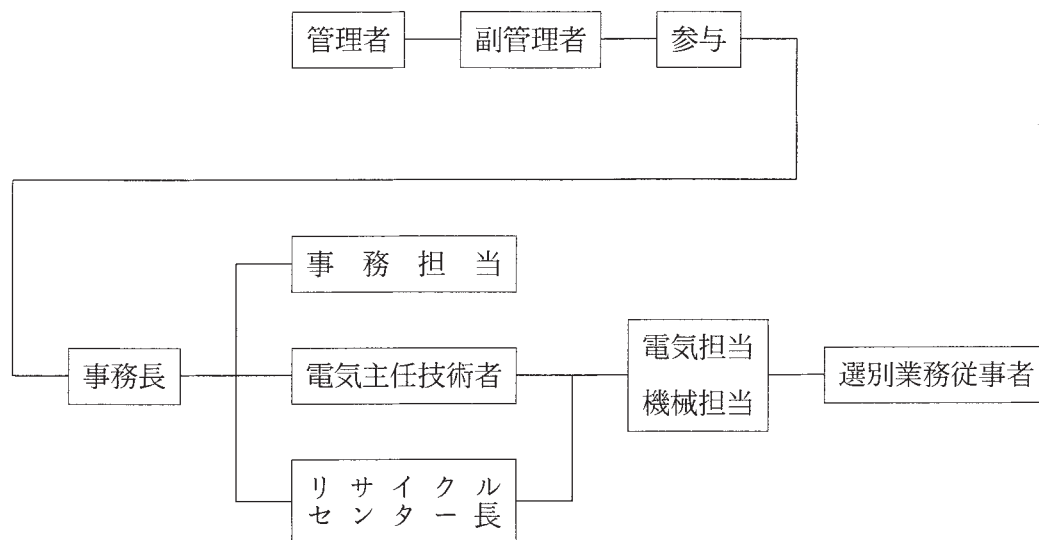 管理者
副管理者
参与
事務担当
事務長
電気主任技術者
電気担当
機械担当
選別業務従事者
リサイクル
センター長